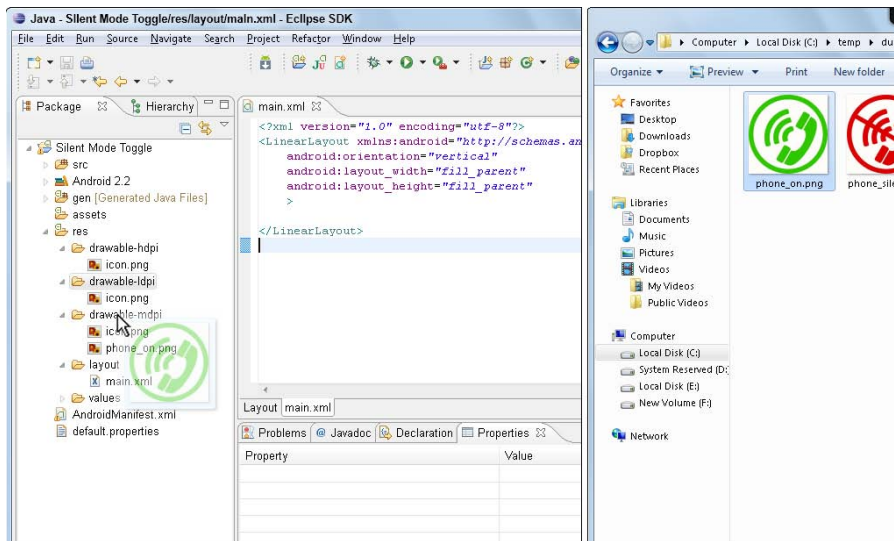 Java - Silent Mode Toggle/res/layout/main.xml - Eclipse SDK
File Edit Run Source Navigate Search Project Refactor Window Help
Package
Hierarchy
Silent Mode Toggle
src
Android 2.2
gen [Generated Java Files]
assets
res
drawable-hdpi
icon.png
drawable-ldpi
icon.png
drawable-mdpi
icon.png
phone_on.png
layout
main.xml
values
AndroidManifest.xml
default.properties
main.xml
<?xml version="1.0" encoding="utf-8"?>
<LinearLayout xmlns:android="http://schemas.an
android:orientation="vertical"
android:layout_width="fill_parent"
android:layout_height="fill_parent"
>
</LinearLayout>
Layout main.xml
Problems @ Javadoc Declaration Properties
Property Value
Computer Local Disk (C:) temp du
Organize Preview Print New folder
Favorites
Desktop
Downloads
Dropbox
Recent Places
Libraries
Documents
Music
Pictures
Videos
My Videos
Public Videos
Computer
Local Disk (C:)
System Reserved (D:
Local Disk (E:)
New Volume (F:)
Network
phone_on.png
phone_sile